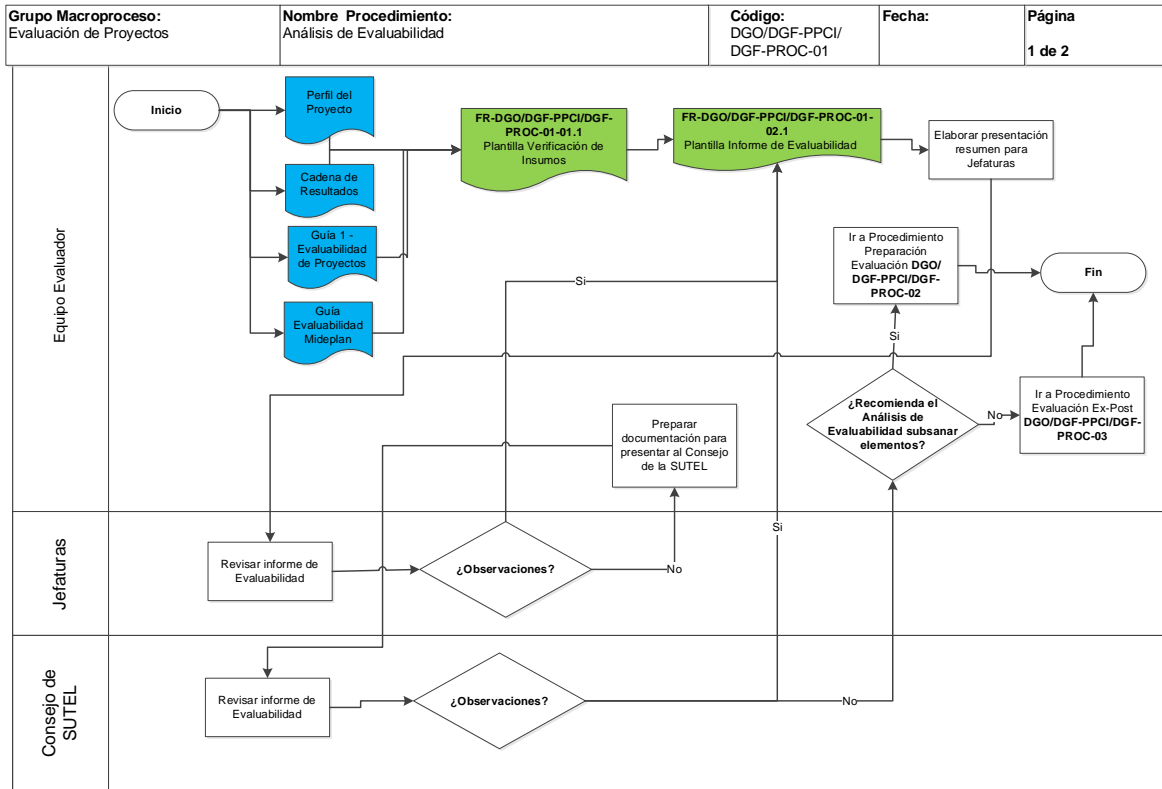 Grupo Macroproceso:
Evaluación de Proyectos
Nombre Procedimiento:
Análisis de Evaluabilidad
Código:
DGO/DGF-PPCI/
DGF-PROC-01
Fecha:
Página
1 de 2
Equipo Evaluador
Inicio
Perfil del
Proyecto
Cadena de
Resultados
Guía 1 -
Evaluabilidad
de Proyectos
Guía
Evaluabilidad
Mideplan
FR-DGO/DGF-PPCI/DGF-
PROC-01-01.1
Plantilla Verificación de
Insumos
FR-DGO/DGF-PPCI/DGF-PROC-01-
02.1
Plantilla Informe de Evaluabilidad
Elaborar presentación
resumen para
Jefaturas
Ir a Procedimiento
Preparación
Evaluación DGO/
DGF-PPCI/DGF-
PROC-02
Fin
Si
Si
¿Recomienda el
Análisis de
Evaluabilidad subsanar
elementos?
No
Ir a Procedimiento
Evaluación Ex-Post
DGO/DGF-PPCI/DGF-
PROC-03
Preparar
documentación para
presentar al Consejo
de la SUTEL
Jefaturas
Revisar informe de
Evaluabilidad
¿Observaciones?
No
Si
Consejo de
SUTEL
Revisar informe de
Evaluabilidad
¿Observaciones?
No